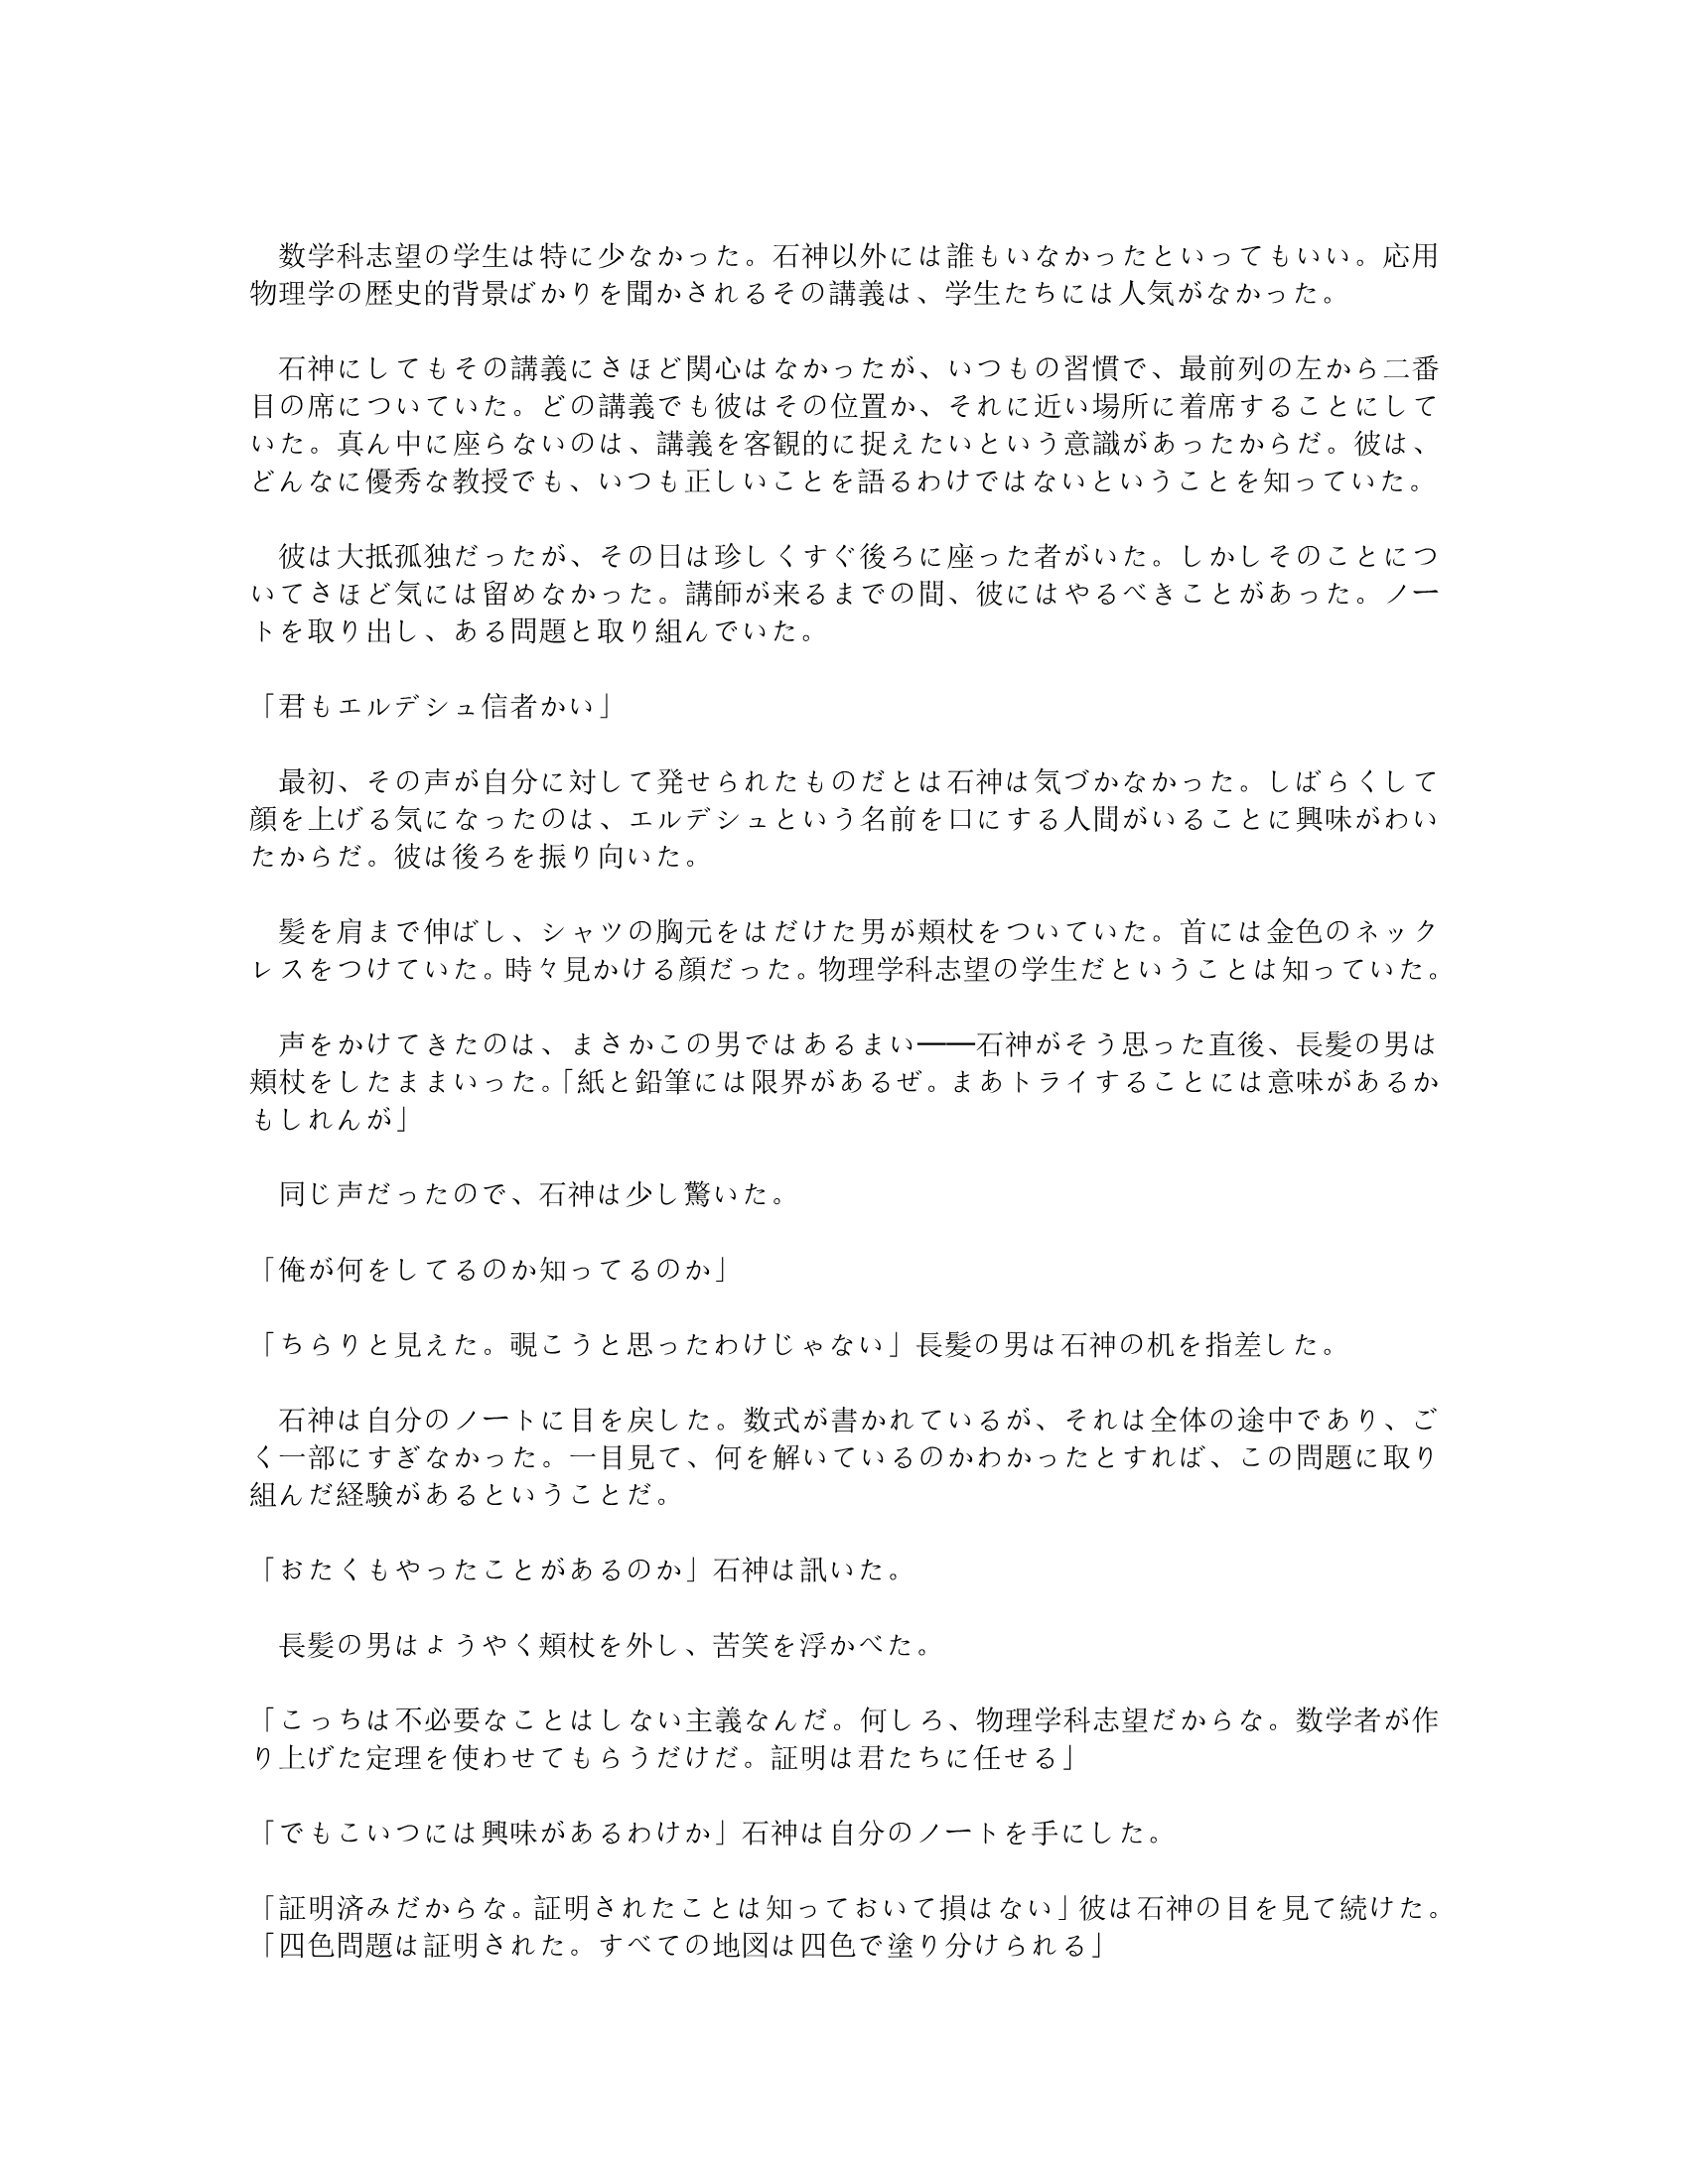 数学科志望の学生は特に少なかった。石神以外には誰もいなかったといってもいい。応用
物理学の歴史的背景ばかりを聞かされるその講義は、学生たちには人気がなかった。
　石神にしてもその講義にさほど関心はなかったが、いつもの習慣で、最前列の左から二番
目の席についていた。どの講義でも彼はその位置か、それに近い場所に着席することにして
いた。真ん中に座らないのは、講義を客観的に捉えたいという意識があったからだ。彼は、
どんなに優秀な教授でも、いつも正しいことを語るわけではないということを知っていた。
　彼は大抵孤独だったが、その日は珍しくすぐ後ろに座った者がいた。しかしそのことにつ
いてさほど気には留めなかった。講師が来るまでの間、彼にはやるべきことがあった。ノー
トを取り出し、ある問題と取り組んでいた。
「君もエルデシュ信者かい」
　最初、その声が自分に対して発せられたものだとは石神は気づかなかった。しばらくして
顔を上げる気になったのは、エルデシュという名前を口にする人間がいることに興味がわい
たからだ。彼は後ろを振り向いた。
　髪を肩まで伸ばし、シャツの胸元をはだけた男が頬杖をついていた。首には金色のネック
レスをつけていた。時々見かける顔だった。物理学科志望の学生だということは知っていた。
　声をかけてきたのは、まさかこの男ではあるまい――石神がそう思った直後、長髪の男は
頬杖をしたままいった。「紙と鉛筆には限界があるぜ。まあトライすることには意味があるか
もしれんが」
　同じ声だったので、石神は少し驚いた。
「俺が何をしてるのか知ってるのか」
「ちらりと見えた。覗こうと思ったわけじゃない」長髪の男は石神の机を指差した。
　石神は自分のノートに目を戻した。数式が書かれているが、それは全体の途中であり、ご
く一部にすぎなかった。一目見て、何を解いているのかわかったとすれば、この問題に取り
組んだ経験があるということだ。
「おたくもやったことがあるのか」石神は訊いた。
　長髪の男はようやく頬杖を外し、苦笑を浮かべた。
「こっちは不必要なことはしない主義なんだ。何しろ、物理学科志望だからな。数学者が作
り上げた定理を使わせてもらうだけだ。証明は君たちに任せる」
「でもこいつには興味があるわけか」石神は自分のノートを手にした。
「証明済みだからな。証明されたことは知っておいて損はない」彼は石神の目を見て続けた。
「四色問題は証明された。すべての地図は四色で塗り分けられる」